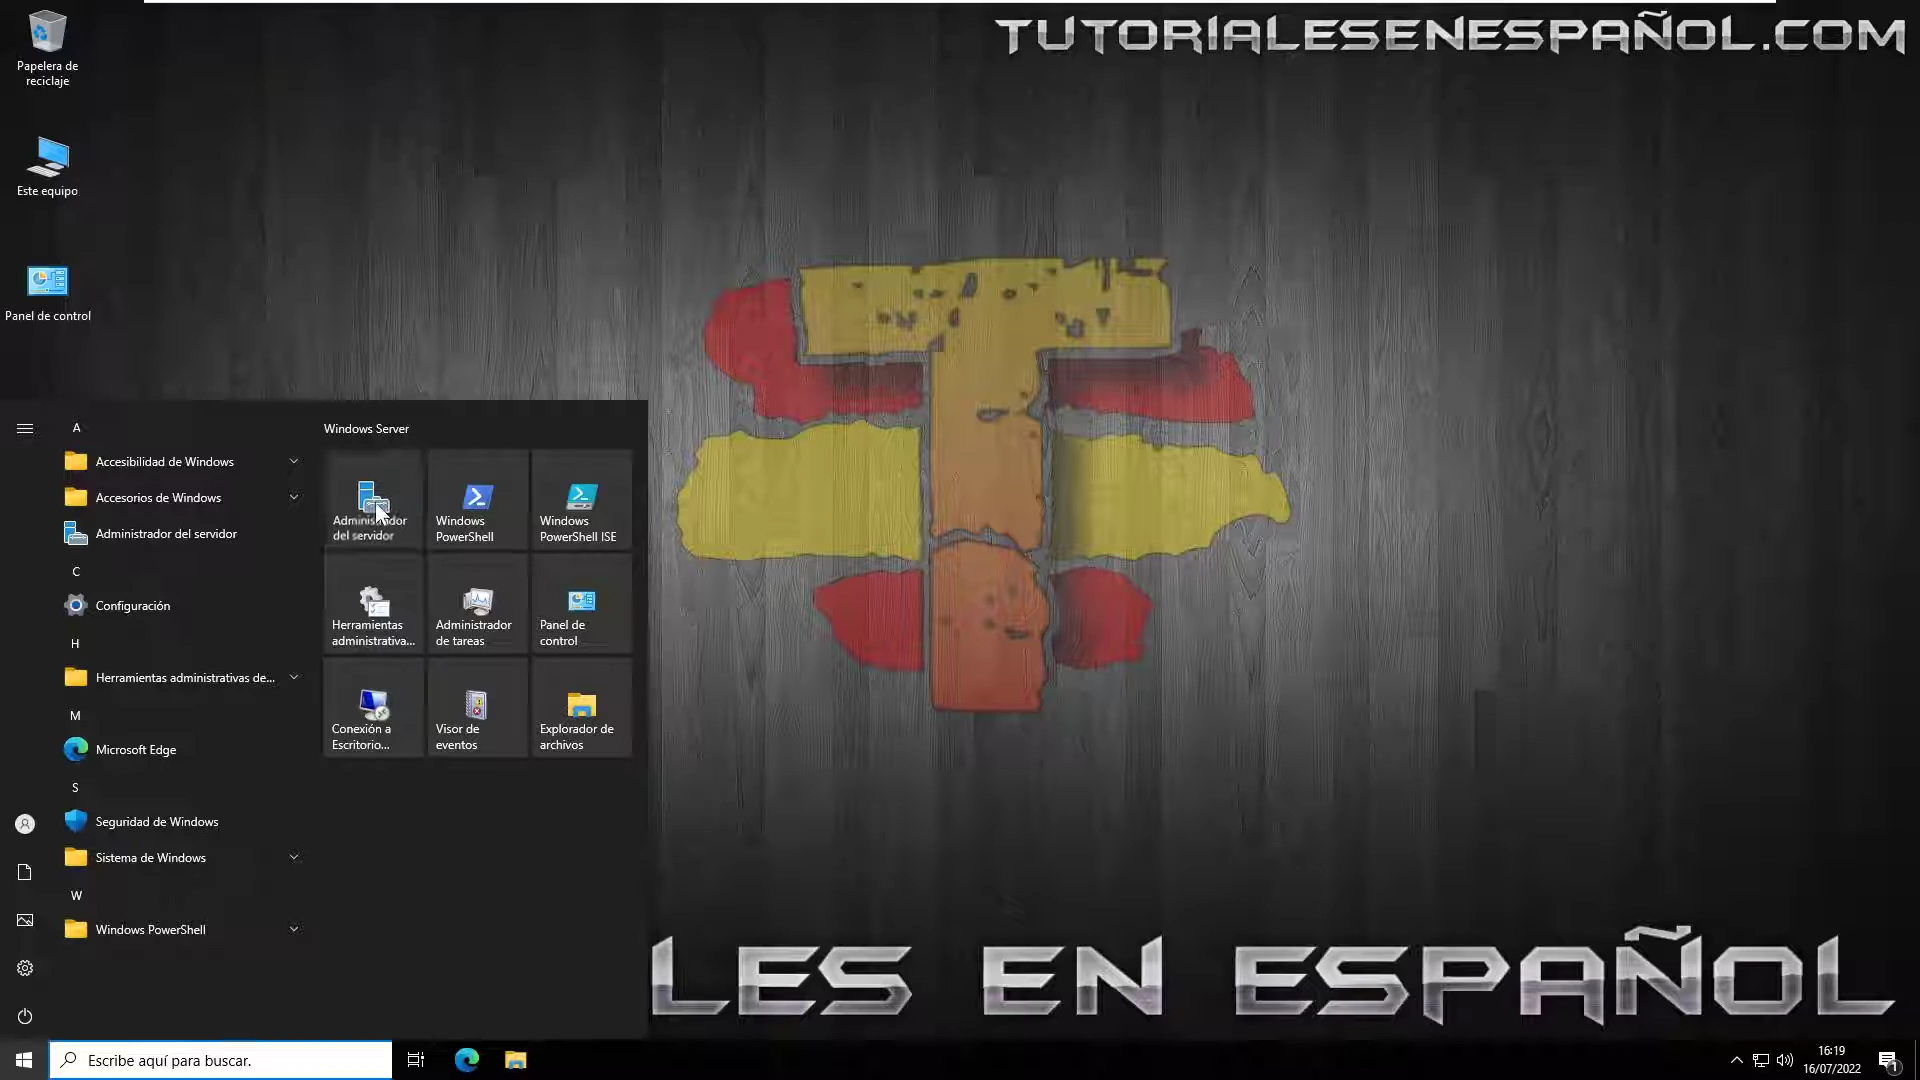 TUTORIALESENESPAÑOL.COM
Papelera de
reciclaje
Este equipo
Panel de control
A
Accesibilidad de Windows
Accesorios de Windows
Administrador del servidor
C
Configuración
H
Herramientas administrativas de...
M
Microsoft Edge
S
Seguridad de Windows
Sistema de Windows
W
Windows PowerShell
Windows Server
Administrador
del servidor
Windows
PowerShell
Windows
PowerShell ISE
Herramientas
administrativa...
Administrador
de tareas
Panel de
control
Conexión a
Escritorio...
Visor de
eventos
Explorador de
archivos
LES EN ESPAÑOL
Escribe aquí para buscar.
16:19
16/07/2022
1